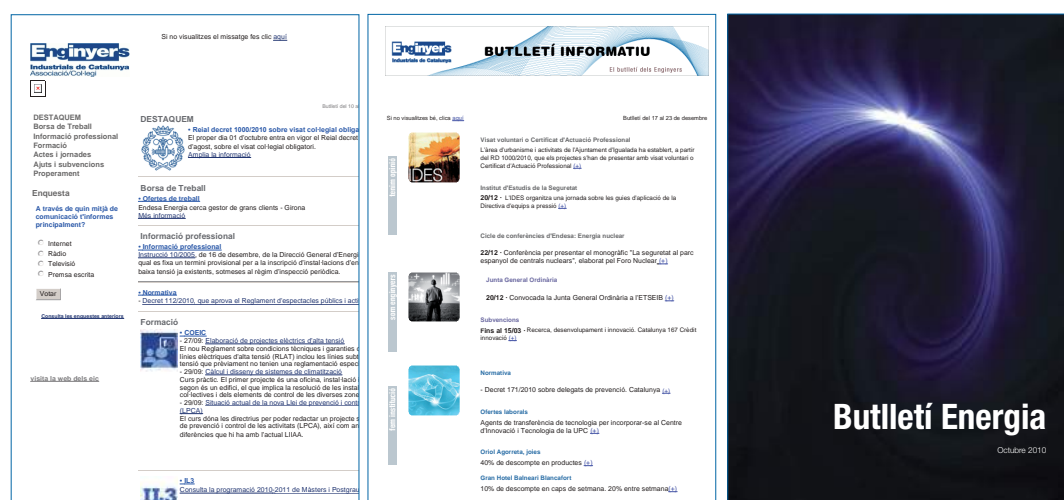 Si no visualitzes el missatge fes clic aquí
Enginyers
Industrials de Catalunya
Associació/Col·legi
DESTAQUEM
Borsa de Treball
Informació professional
Formació
Actes i jornades
Ajuts i subvencions
Properament
Enquesta
A través de quin mitjà de
comunicació t'informes
principalment?
Internet
Ràdio
Televisió
Premsa escrita
Votar
Consulta les enquestes anteriors
visita la web dels eic
Butlletí del 10 a
DESTAQUEM
• Reial decret 1000/2010 sobre visat col·legial obliga
El proper dia 01 d'octubre entra en vigor el Reial decret
d'agost, sobre el visat col·legial obligatori.
Amplia la informació
Borsa de Treball
• Ofertes de treball
Endesa Energia cerca gestor de grans clients - Girona
Més informació
Informació professional
• Informació professional
Instrucció 10/2005, de 16 de desembre, de la Direcció General d'Energi
qual es fixa un termini provisional per a la inscripció d'instal·lacions d'en
baixa tensió ja existents, sotmeses al règim d'inspecció periòdica.
• Normativa
- Decret 112/2010, que aprova el Reglament d'espectacles públics i acti
Formació
• COEIC
- 27/09: Elaboració de projectes elèctrics d'alta tensió
El nou Reglament sobre condicions tècniques i garanties
línies elèctriques d'alta tensió (RLAT) inclou les línies subt
tensió que prèviament no tenien una reglamentació especí
- 29/09: Càlcul i disseny de sistemes de climatització
Curs pràctic. El primer projecte és una oficina, instal·lació
segon és un edifici, el que implica la resolució de les instal
col·lectives i dels elements de control de les diverses zone
- 29/09: Situació actual de la nova Llei de prevenció i contr
(LPCA)
El curs dóna les directrius per poder redactar un projecte s
de prevenció i control de les activitats (LPCA), així com an
diferències que hi ha amb l'actual LIIAA.
IL3
• IL3
Consulta la programació 2010-2011 de Màsters i Postgrau
Enginyers
Industrials de Catalunya
BUTLLETÍ INFORMATIU
El butlletí dels Enginyers
Si no visualitzes bé, clica aquí
Butlletí del 17 al 23 de desembre
tenim opinió
IDES
Visat voluntari o Certificat d'Actuació Professional
L'àrea d'urbanisme i activitats de l'Ajuntament d'Igualada ha establert, a partir
del RD 1000/2010, que els projectes s'han de presentar amb visat voluntari o
Certificat d'Actuació Professional (+)
Institut d'Estudis de la Seguretat
20/12 - L'IDES organitza una jornada sobre les guies d'aplicació de la
Directiva d'equips a pressió (+)
Cicle de conferències d'Endesa: Energia nuclear
22/12 - Conferència per presentar el monogràfic "La seguretat al parc
espanyol de centrals nuclears", elaborat pel Foro Nuclear (+)
som enginyers
Junta General Ordinària
20/12 - Convocada la Junta General Ordinària a l'ETSEIB (+)
Subvencions
Fins al 15/03 - Recerca, desenvolupament i innovació. Catalunya 167 Crèdit
innovació (+)
fem institució
Normativa
- Decret 171/2010 sobre delegats de prevenció. Catalunya (+)
Ofertes laborals
Agents de transferència de tecnologia per incorporar-se al Centre
d'Innovació i Tecnologia de la UPC (+)
Oriol Agorreta, joies
40% de descompte en productes (+)
Gran Hotel Balneari Blancafort
10% de descompte en caps de setmana. 20% entre setmana(+)
Butlletí Energia
Octubre 2010